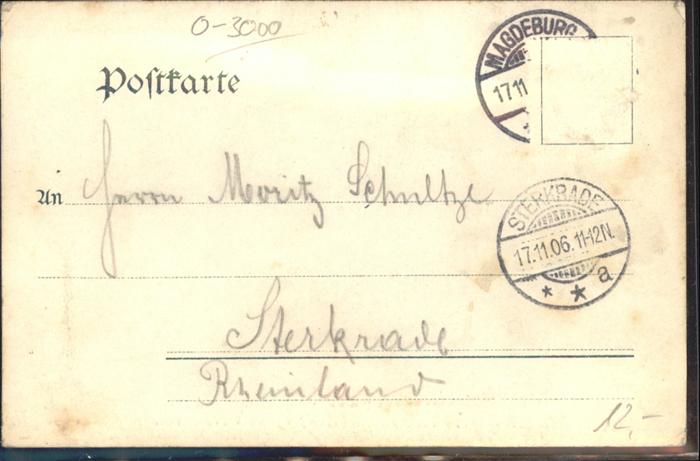 O-3000
MAGDEBURG
17.11
Postkarte
An Herrn Moritz Schultze
STERKRADE
17.11.06. 11-12N.
* * a
Sterkrade
Rheinland
12,-